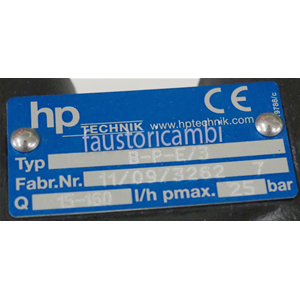 hp CE
TECHNIK www.hptechnik.com
faustoricambi
Typ B-P-E/S
Fabr.Nr. 11/09/3262 7
Q 15-160 l/h pmax. 25 bar